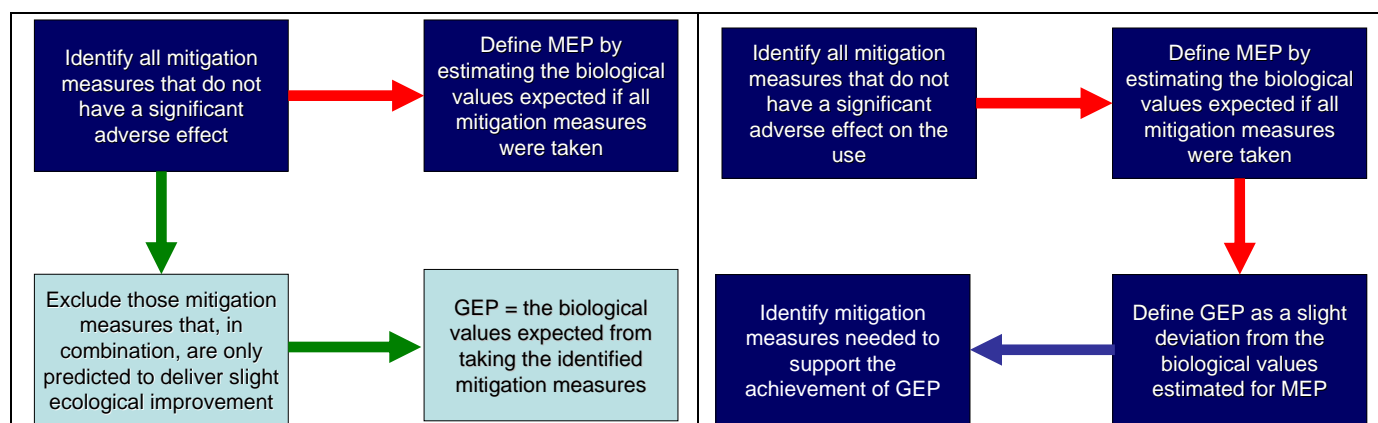 Identify all mitigation
measures that do not
have a significant
adverse effect
Define MEP by
estimating the biological
values expected if all
mitigation measures
were taken
Exclude those mitigation
measures that, in
combination, are only
predicted to deliver slight
ecological improvement
GEP = the biological
values expected from
taking the identified
mitigation measures
Identify all mitigation
measures that do not
have a significant
adverse effect on the
use
Define MEP by
estimating the biological
values expected if all
mitigation measures
were taken
Identify mitigation
measures needed to
support the
achievement of GEP
Define GEP as a slight
deviation from the
biological values
estimated for MEP